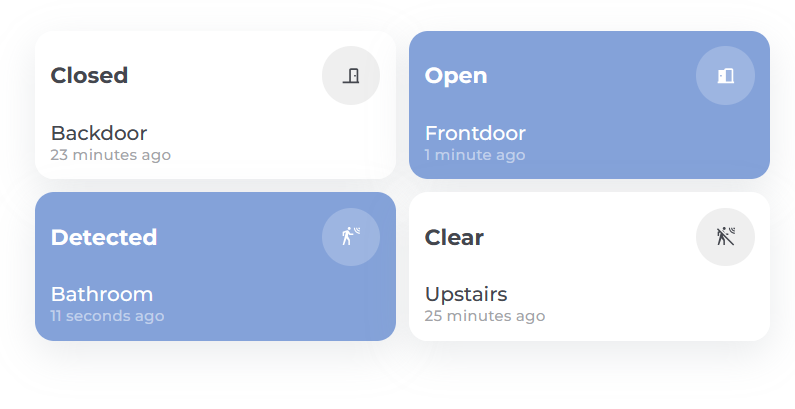 Closed
Backdoor
23 minutes ago
Open
Frontdoor
1 minute ago
Detected
Bathroom
11 seconds ago
Clear
Upstairs
25 minutes ago